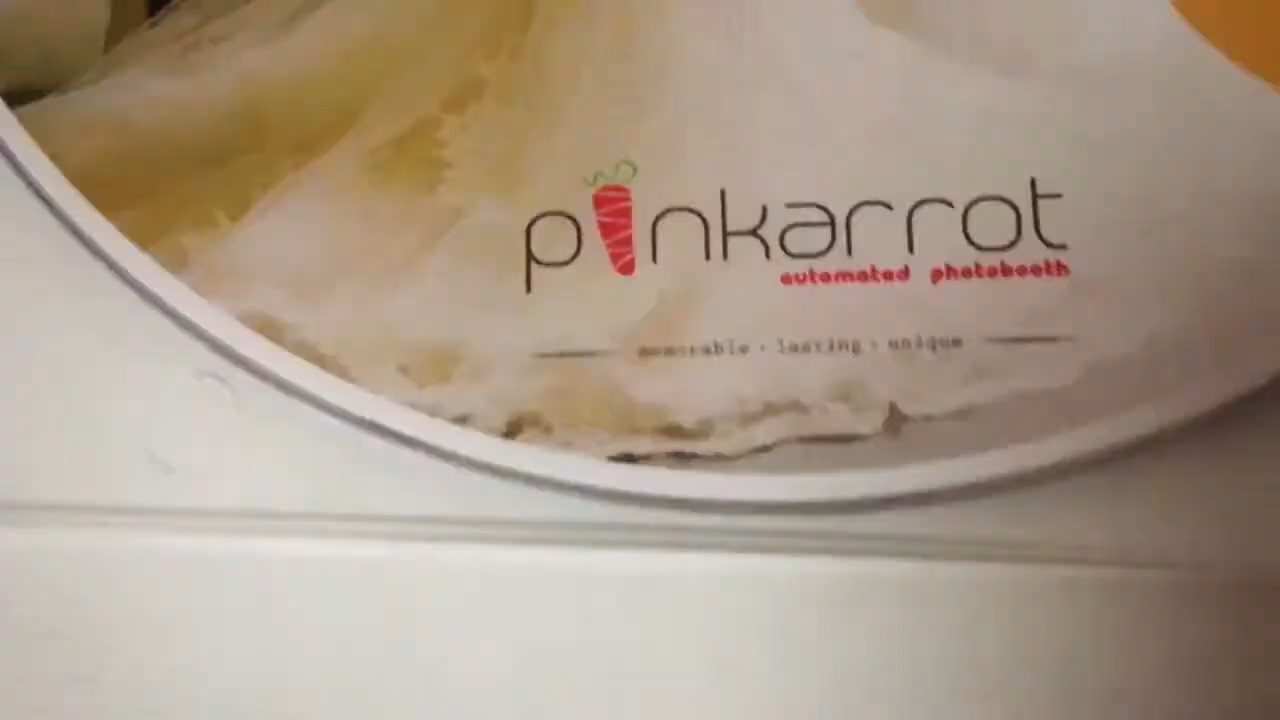 pinkarrot
automated photobooth
memorable · lasting · unique